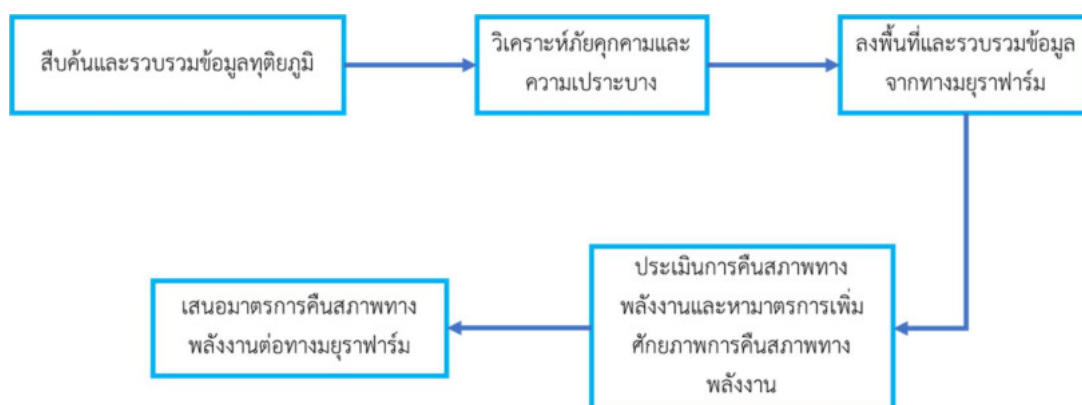 สืบค้นและรวบรวมข้อมูลทุติยภูมิ
วิเคราะห์ภัยคุกคามและ
ความเปราะบาง
ลงพื้นที่และรวบรวมข้อมูล
จากทางมยุราฟาร์ม
ประเมินการคืนสภาพทาง
พลังงานและหามาตรการเพิ่ม
ศักยภาพการคืนสภาพทาง
พลังงาน
เสนอมาตรการคืนสภาพทาง
พลังงานต่อทางมยุราฟาร์ม